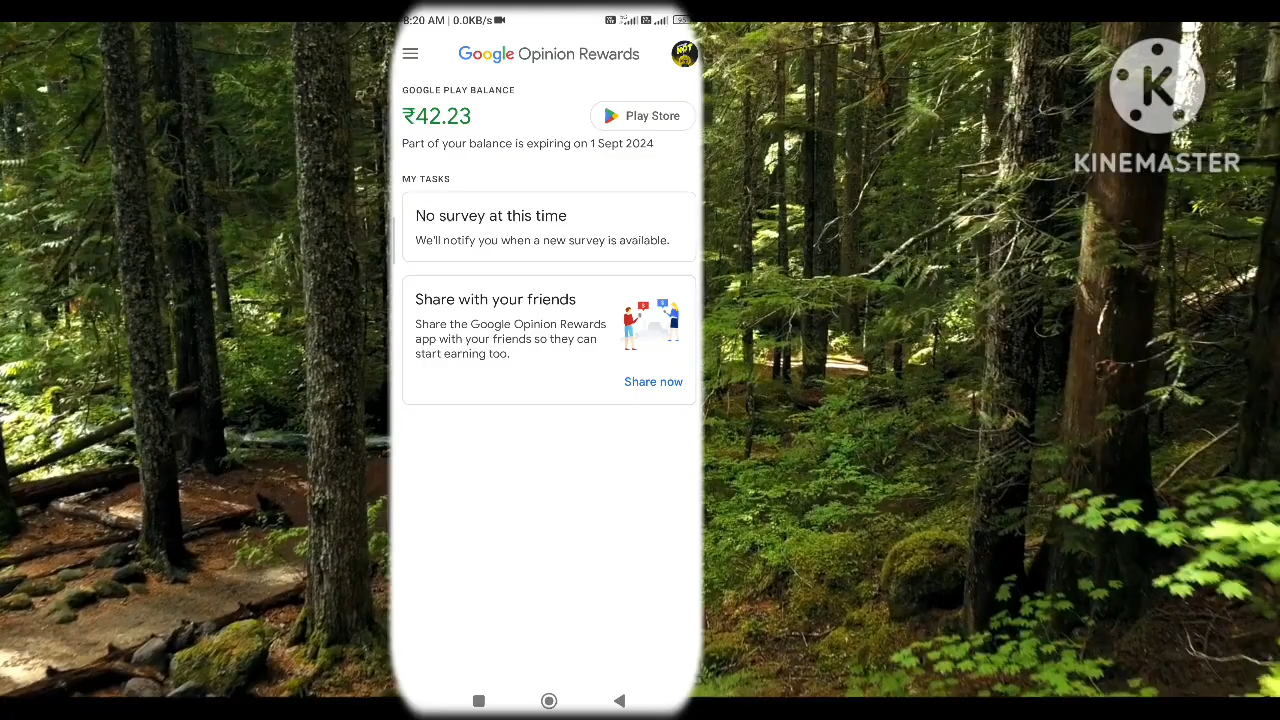 8:20 AM | 0.0KB/s
Google Opinion Rewards
GOOGLE PLAY BALANCE
₹42.23
Play Store
Part of your balance is expiring on 1 Sept 2024
MY TASKS
No survey at this time
We'll notify you when a new survey is available.
Share with your friends
Share the Google Opinion Rewards
app with your friends so they can
start earning too.
Share now
K
KINEMASTER